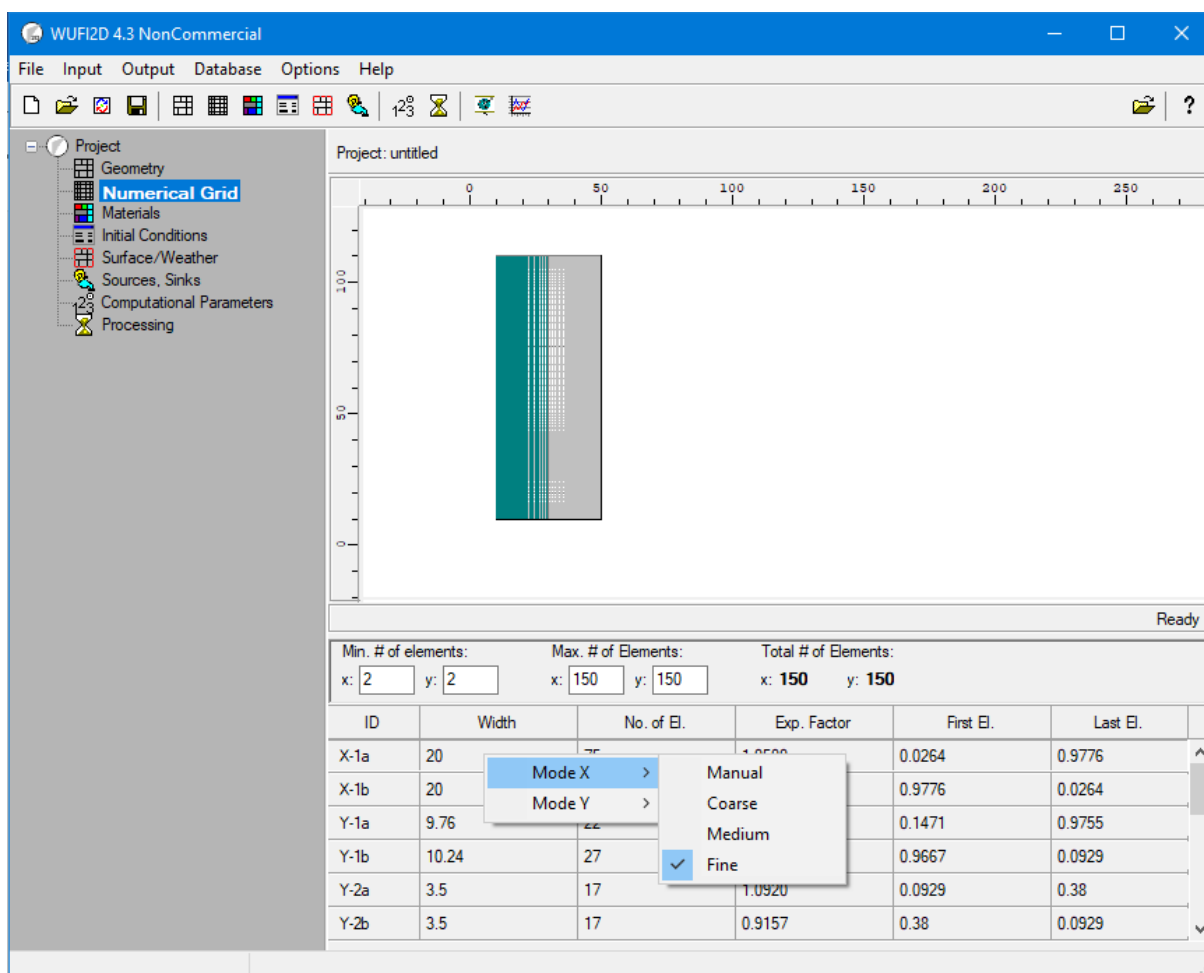 WUFI2D 4.3 NonCommercial
File Input Output Database Options Help
Project
Geometry
Numerical Grid
Materials
Initial Conditions
Surface/Weather
Sources, Sinks
Computational Parameters
Processing
Project: untitled
0 50 100 150 200 250
100
50
0
Ready
Min. # of elements: Max. # of Elements: Total # of Elements:
x: 2 y: 2 x: 150 y: 150 x: 150 y: 150
ID Width No. of El. Exp. Factor First El. Last El.
X-1a 20 0.0264 0.9776
X-1b 20 0.9776 0.0264
Y-1a 9.76 0.1471 0.9755
Y-1b 10.24 27 0.9667 0.0929
Y-2a 3.5 17 1.0920 0.0929 0.38
Y-2b 3.5 17 0.9157 0.38 0.0929
Mode X >
Mode Y >
Manual
Coarse
Medium
Fine